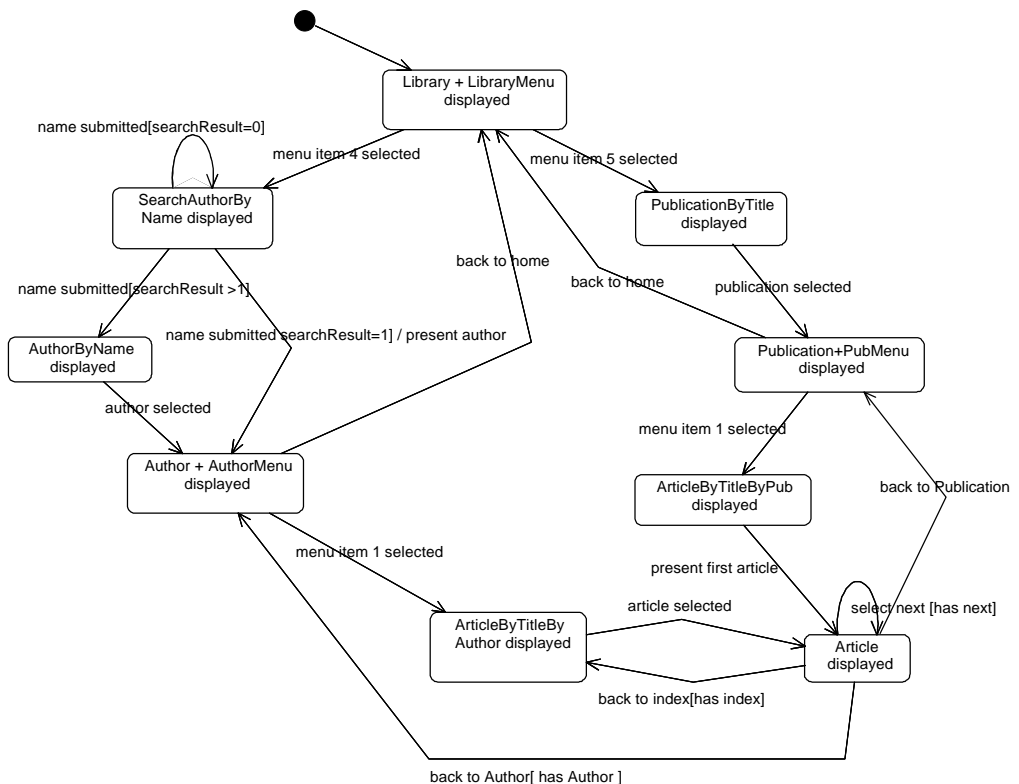 Library + LibraryMenu
displayed
name submitted[searchResult=0]
menu item 4 selected
menu item 5 selected
SearchAuthorBy
Name displayed
PublicationByTitle
displayed
back to home
back to home
publication selected
name submitted[searchResult >1]
name submitted searchResult=1] / present author
AuthorByName
displayed
Publication+PubMenu
displayed
author selected
menu item 1 selected
Author + AuthorMenu
displayed
ArticleByTitleByPub
displayed
back to Publication
menu item 1 selected
present first article
article selected
select next [has next]
ArticleByTitleBy
Author displayed
Article
displayed
back to index[has index]
back to Author[ has Author ]